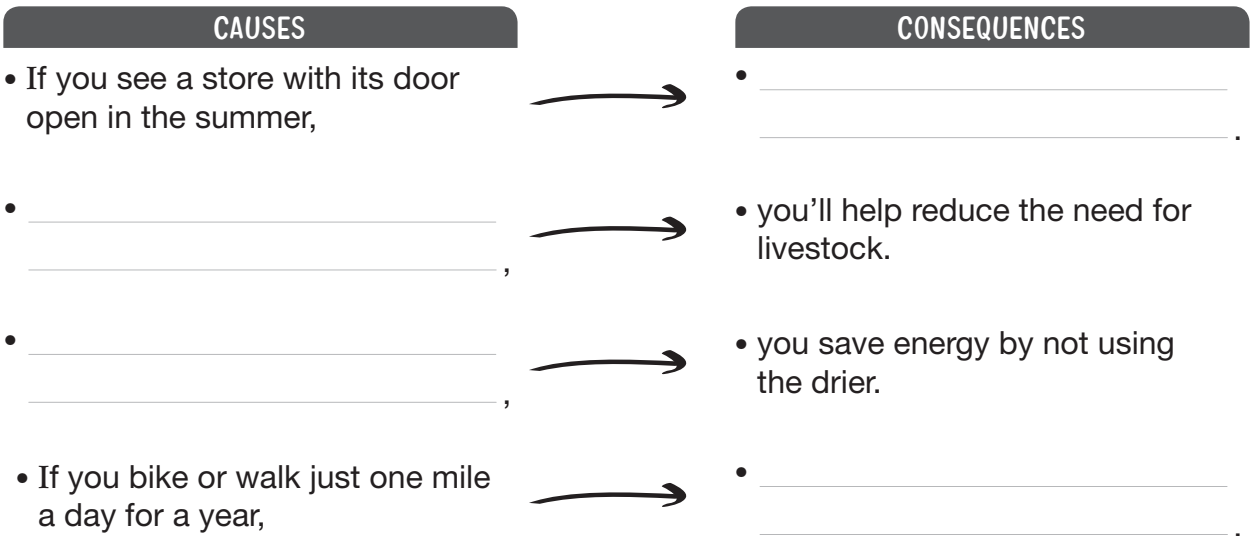 CAUSES
CONSEQUENCES
• If you see a store with its door
open in the summer,
•
.
•
,
• you’ll help reduce the need for
livestock.
•
,
• you save energy by not using
the drier.
• If you bike or walk just one mile
a day for a year,
•
.